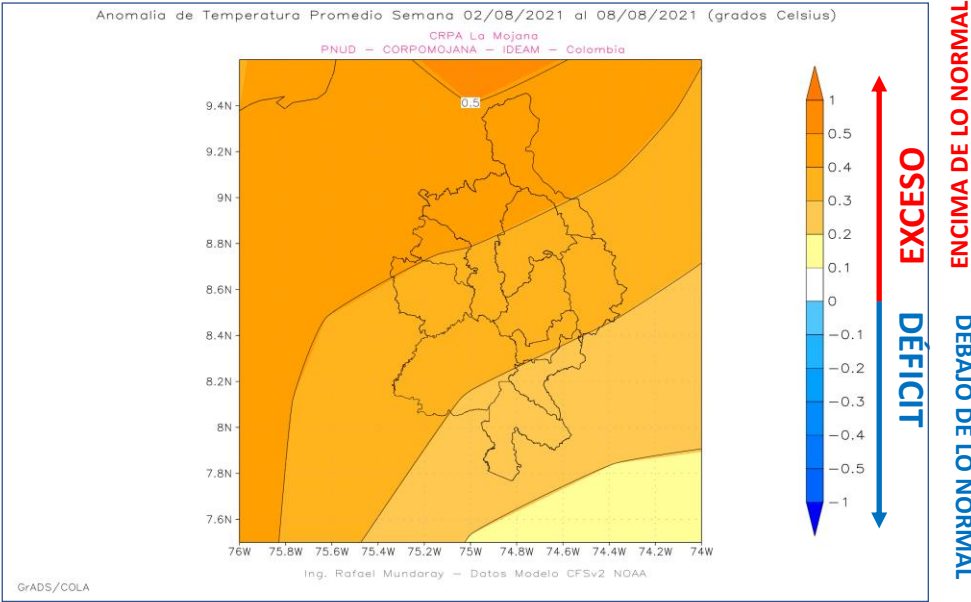 Anomalia de Temperatura Promedio Semana 02/08/2021 al 08/08/2021 (grados Celsius)
CRPA La Mojana
PNUD — CORPOMOJANA — IDEAM — Colombia
0.5
9.4N
9.2N
9N
8.8N
8.6N
8.4N
8.2N
8N
7.8N
7.6N
76W 75.8W 75.6W 75.4W 75.2W 75W 74.8W 74.6W 74.4W 74.2W 74W
1
0.5
0.4
0.3
0.2
0.1
0
−0.1
−0.2
−0.3
−0.4
−0.5
−1
EXCESO
DÉFICIT
ENCIMA DE LO NORMAL
DEBAJO DE LO NORMAL
Ing. Rafael Mundaray — Datos Modelo CFSv2 NOAA
GrADS/COLA